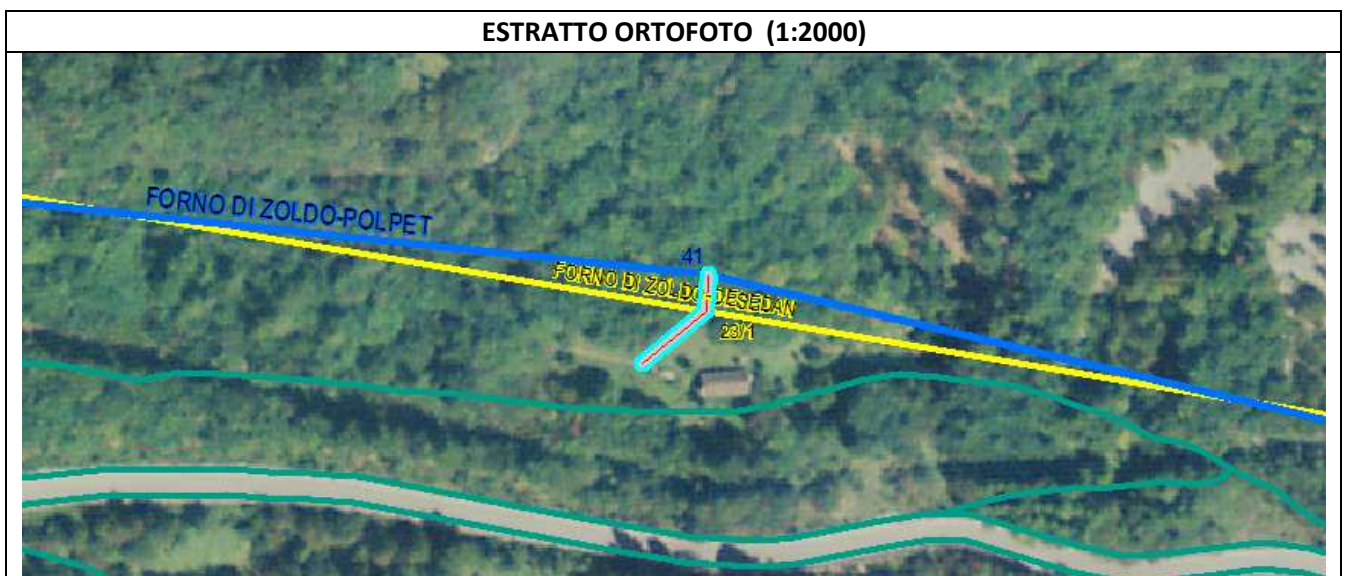 ESTRATTO ORTOFOTO (1:2000)
FORNO DI ZOLDO-POLPET
41
FORNO DI ZOLDO-DESEDAN
23/1